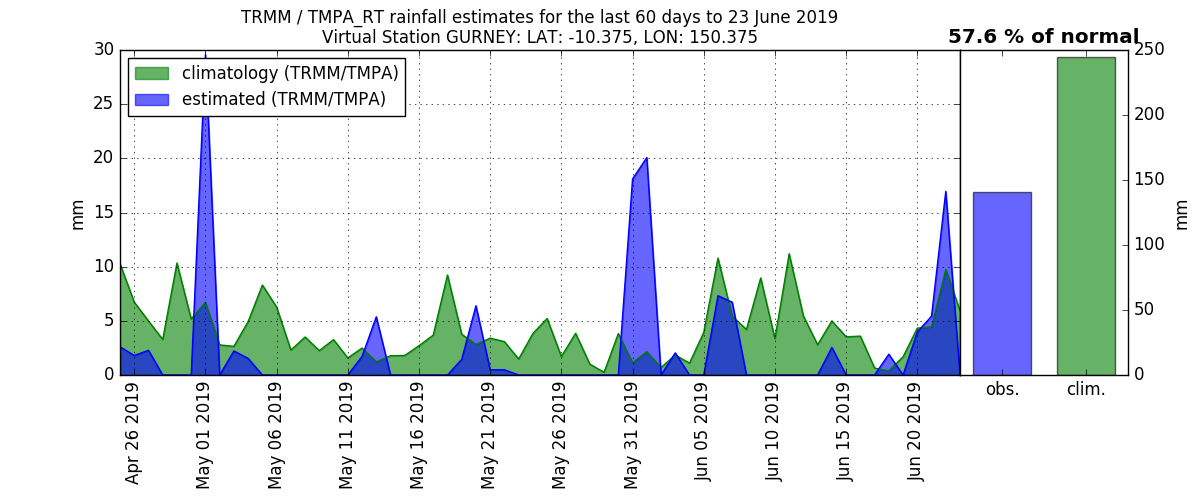 TRMM / TMPA_RT rainfall estimates for the last 60 days to 23 June 2019
Virtual Station GURNEY: LAT: -10.375, LON: 150.375
57.6 % of normal
climatology (TRMM/TMPA)
estimated (TRMM/TMPA)
30
25
20
15
10
5
0
mm
250
200
150
100
50
0
mm
Apr 26 2019
May 01 2019
May 06 2019
May 11 2019
May 16 2019
May 21 2019
May 26 2019
May 31 2019
Jun 05 2019
Jun 10 2019
Jun 15 2019
Jun 20 2019
obs.
clim.